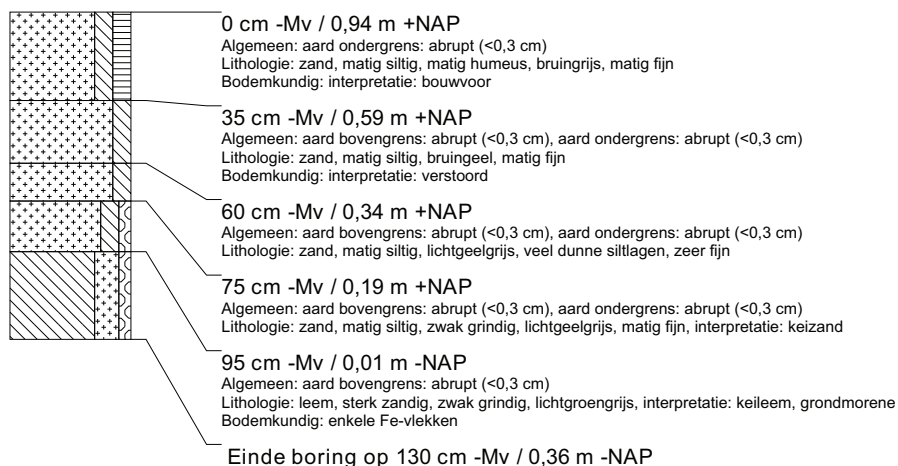 0 cm -Mv / 0,94 m +NAP
Algemeen: aard ondergrens: abrupt (<0,3 cm)
Lithologie: zand, matig siltig, matig humeus, bruingrijs, matig fijn
Bodemkundig: interpretatie: bouwvoor
35 cm -Mv / 0,59 m +NAP
Algemeen: aard bovengrens: abrupt (<0,3 cm), aard ondergrens: abrupt (<0,3 cm)
Lithologie: zand, matig siltig, bruingeel, matig fijn
Bodemkundig: interpretatie: verstoord
60 cm -Mv / 0,34 m +NAP
Algemeen: aard bovengrens: abrupt (<0,3 cm), aard ondergrens: abrupt (<0,3 cm)
Lithologie: zand, matig siltig, lichtgeelgrijs, veel dunne siltlagen, zeer fijn
75 cm -Mv / 0,19 m +NAP
Algemeen: aard bovengrens: abrupt (<0,3 cm), aard ondergrens: abrupt (<0,3 cm)
Lithologie: zand, matig siltig, zwak grindig, lichtgeelgrijs, matig fijn, interpretatie: keizand
95 cm -Mv / 0,01 m -NAP
Algemeen: aard bovengrens: abrupt (<0,3 cm)
Lithologie: leem, sterk zandig, zwak grindig, lichtgroengrijs, interpretatie: keileem, grondmorene
Bodemkundig: enkele Fe-vlekken
Einde boring op 130 cm -Mv / 0,36 m -NAP